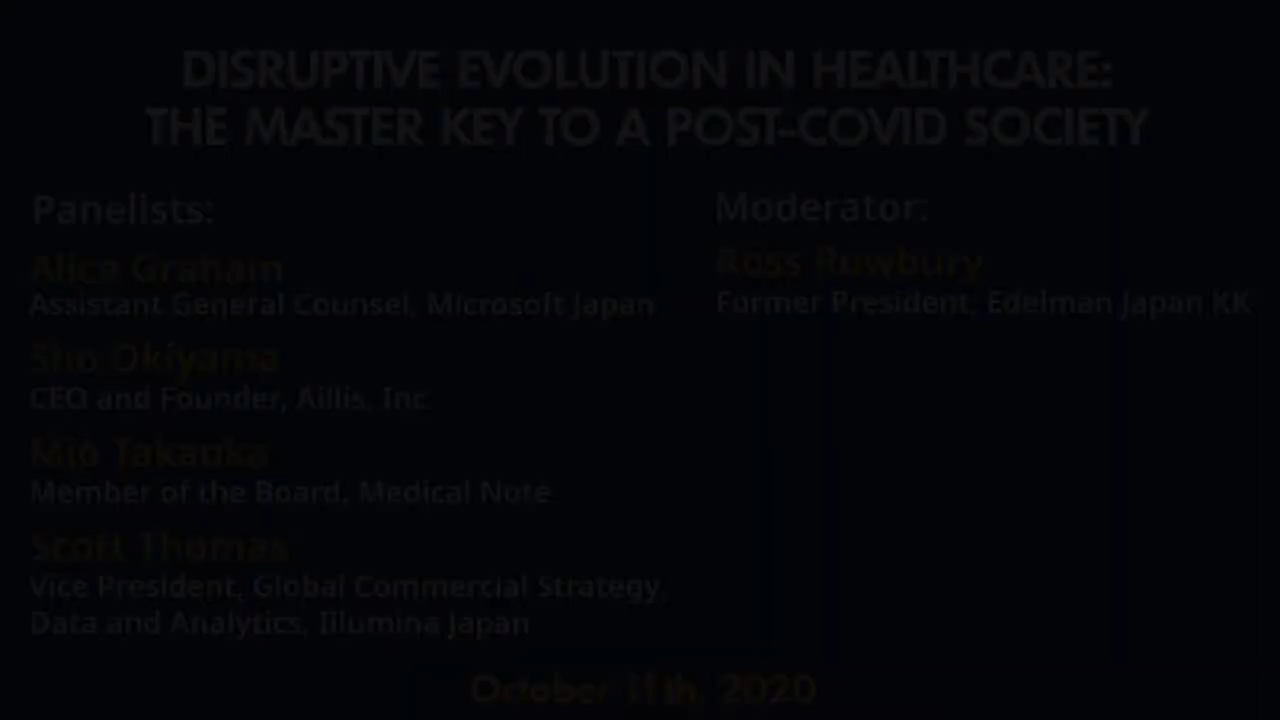 DISRUPTIVE EVOLUTION IN HEALTHCARE:
THE MASTER KEY TO A POST-COVID SOCIETY
Panelists:
Alice Graham
Assistant General Counsel, Microsoft Japan
Sho Okiyama
CEO and Founder, Aillis, Inc.
Mio Takaoka
Member of the Board, Medical Note
Scott Thomas
Vice President, Global Commercial Strategy,
Data and Analytics, Illumina Japan
Moderator:
Ross Rowbury
Former President, Edelman Japan KK
October 11th, 2020